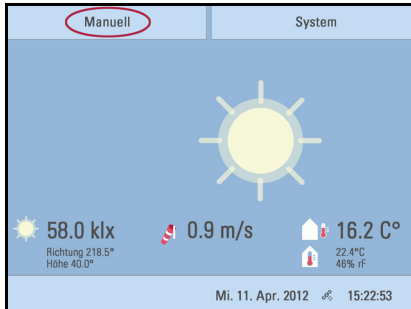 Manuell
System
58.0 klx
0.9 m/s
16.2 C°
Richtung 218.5°
Höhe 40.0°
22.4°C
46% rF
Mi. 11. Apr. 2012
15:22:53